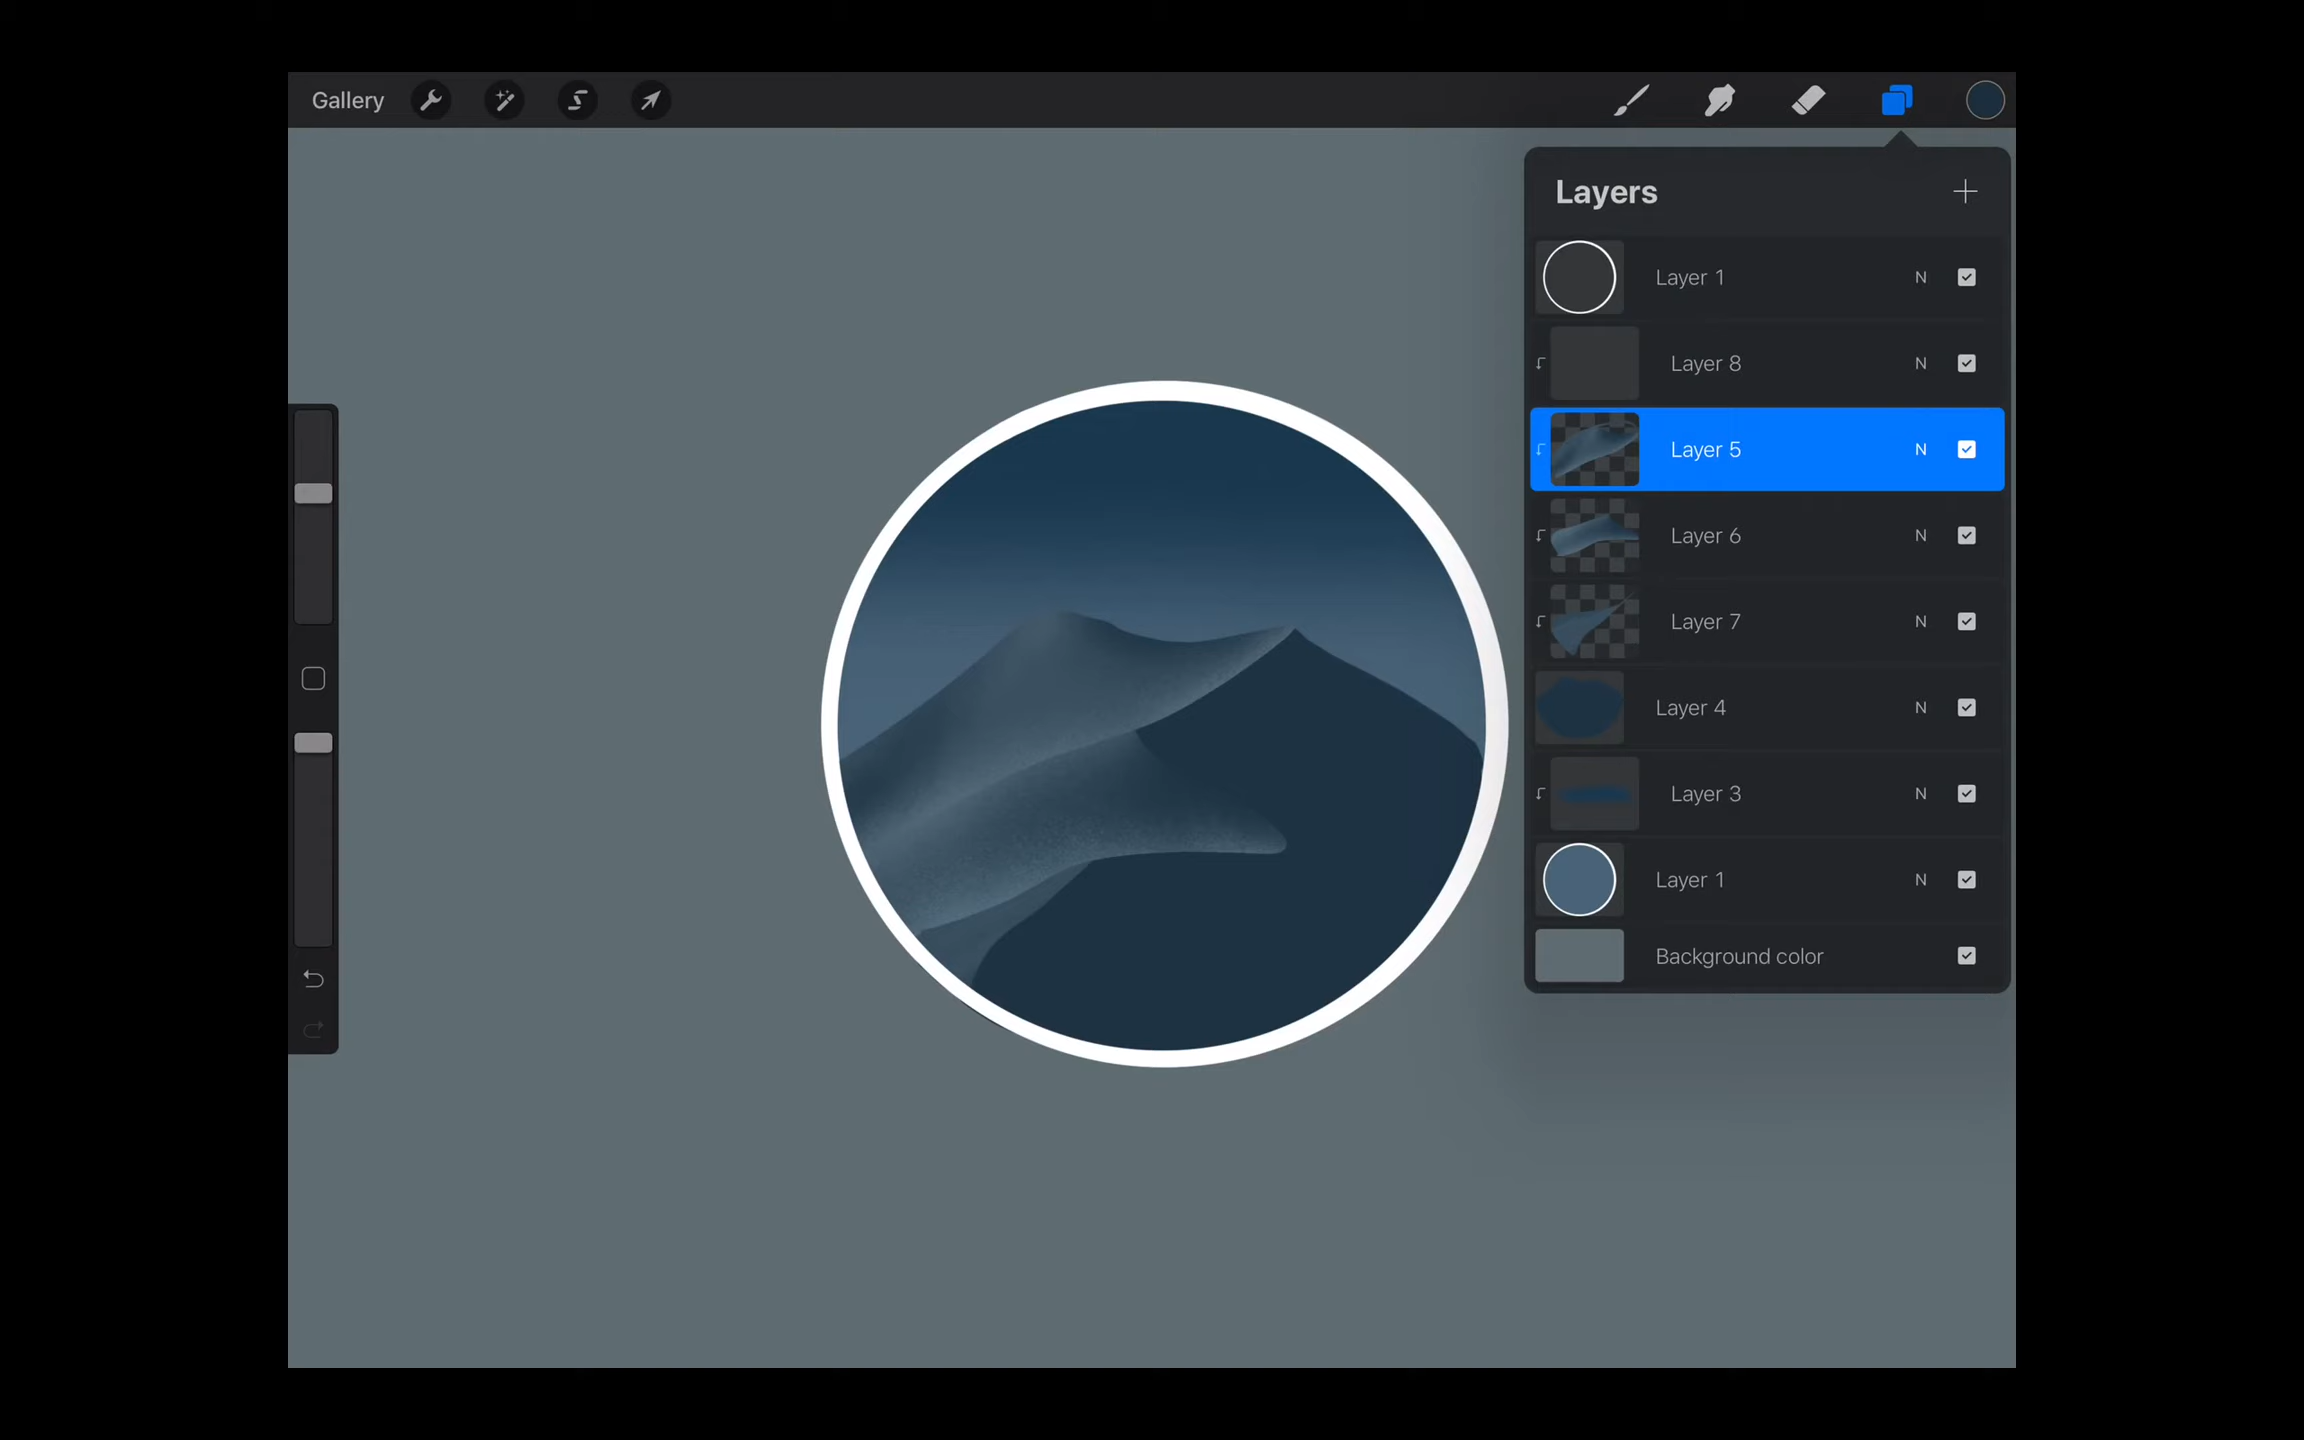 Gallery
Layers
Layer 1 N
Layer 8 N
Layer 5 N
Layer 6 N
Layer 7 N
Layer 4 N
Layer 3 N
Layer 1 N
Background color